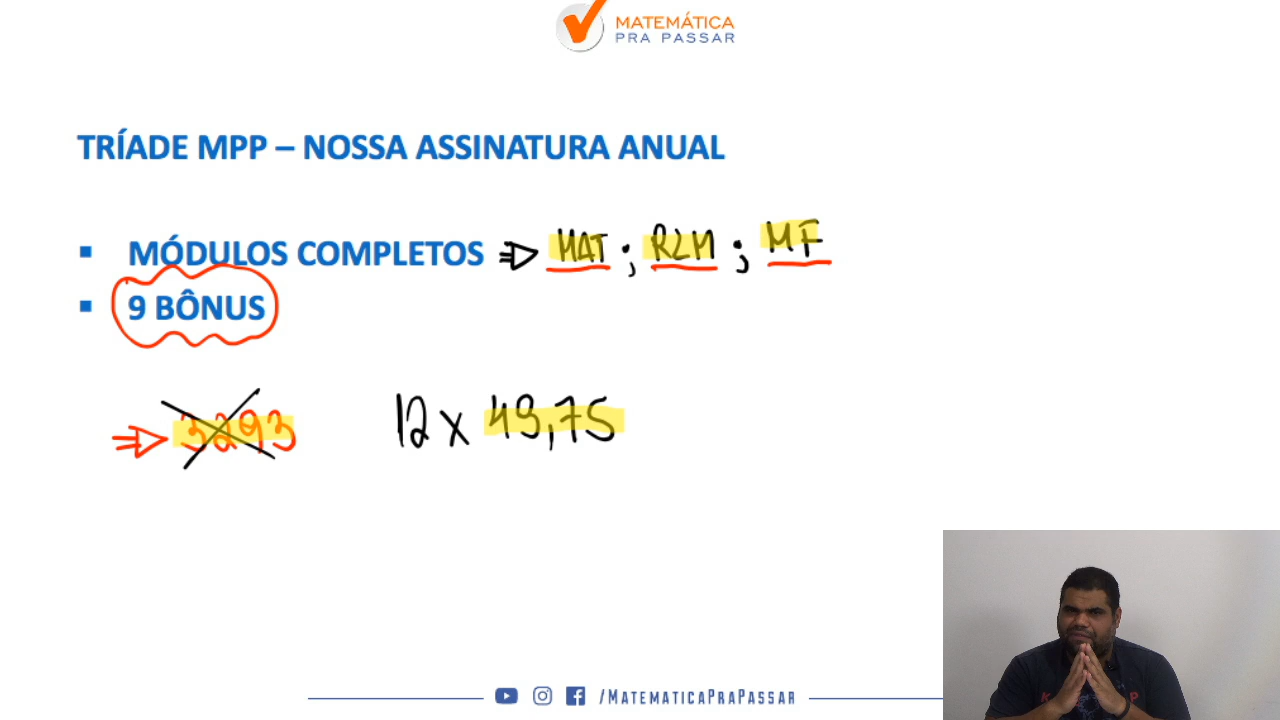 MATEMÁTICA
PRA PASSAR
TRÍADE MPP – NOSSA ASSINATURA ANUAL
▪ MÓDULOS COMPLETOS ⇒ MAT ; RLM ; MF
▪ 9 BÔNUS
⇒ 3293 12 x 49,75
/MATEMATICAPRAPASSAR